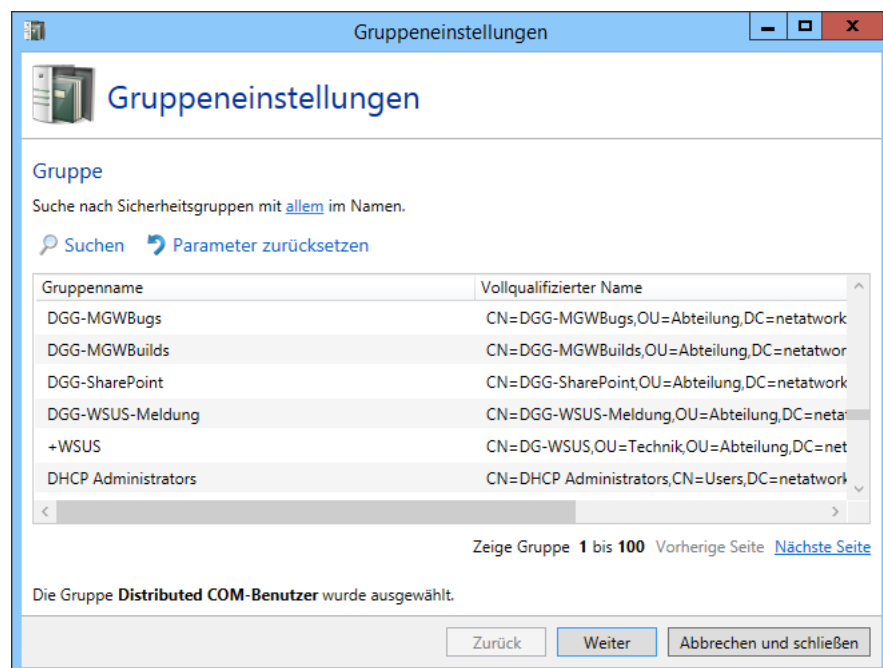 Gruppeneinstellungen
Gruppeneinstellungen
Gruppe
Suche nach Sicherheitsgruppen mit allem im Namen.
Suchen Parameter zurücksetzen
Gruppenname Vollqualifizierter Name
DGG-MGWBugs CN=DGG-MGWBugs,OU=Abteilung,DC=netatwork
DGG-MGWBuilds CN=DGG-MGWBuilds,OU=Abteilung,DC=netatwor
DGG-SharePoint CN=DGG-SharePoint,OU=Abteilung,DC=netatwork
DGG-WSUS-Meldung CN=DGG-WSUS-Meldung,OU=Abteilung,DC=netat
+WSUS CN=DG-WSUS,OU=Technik,OU=Abteilung,DC=net
DHCP Administrators CN=DHCP Administrators,CN=Users,DC=netatwork
Zeige Gruppe 1 bis 100 Vorherige Seite Nächste Seite
Die Gruppe Distributed COM-Benutzer wurde ausgewählt.
Zurück Weiter Abbrechen und schließen